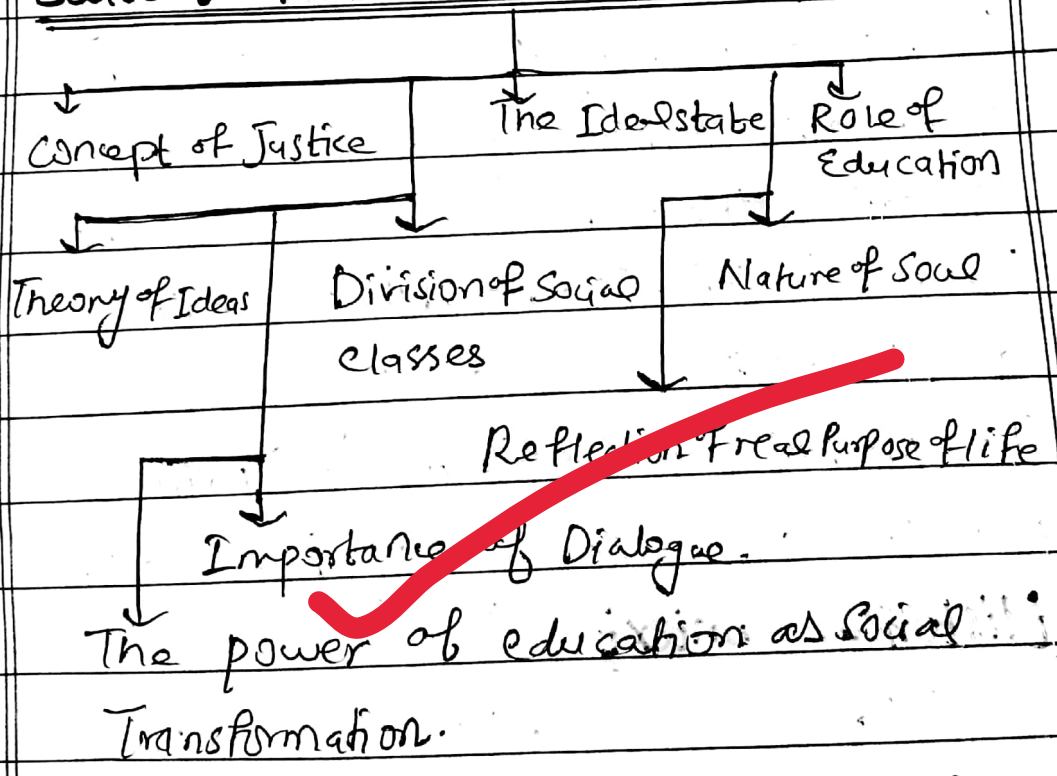 The Idealstate Role of
Concept of Justice
Education
Theory of Ideas Division of Social Nature of Soul
Classes
Reflection of real Purpose of life
Importance of Dialogue.
The power of education as Social
Transformation.